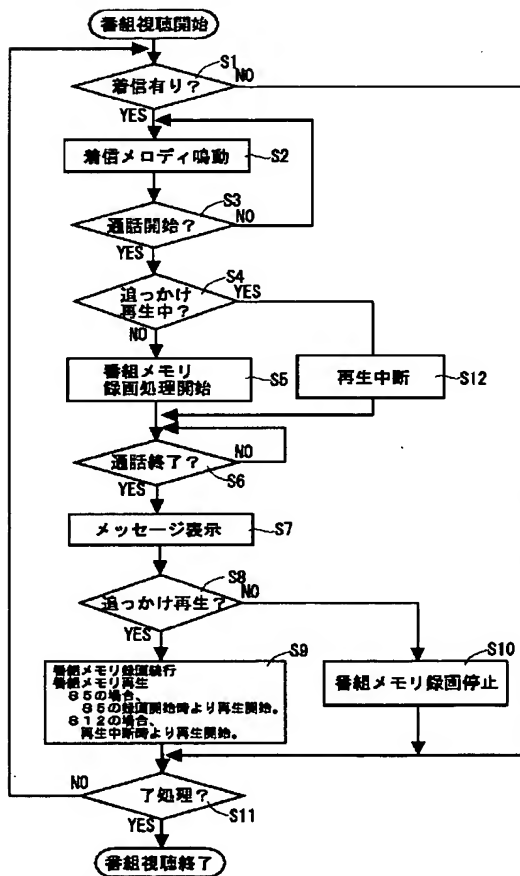 番組視聴開始
S1
着信有り?
NO
YES
着信メロディ鳴動
S2
S3
通話開始?
NO
YES
S4
追っかけ
再生中?
YES
NO
番組メモリ
録画処理開始
S5
再生中断
S12
通話終了?
NO
S6
YES
メッセージ表示
S7
S8
追っかけ再生?
NO
YES
S9
番組メモリ録画続行
番組メモリ再生
S5の場合、
S5の録画開始時より再生開始。
S12の場合、
再生中断時より再生開始。
S10
番組メモリ録画停止
NO
了処理?
S11
YES
番組視聴終了